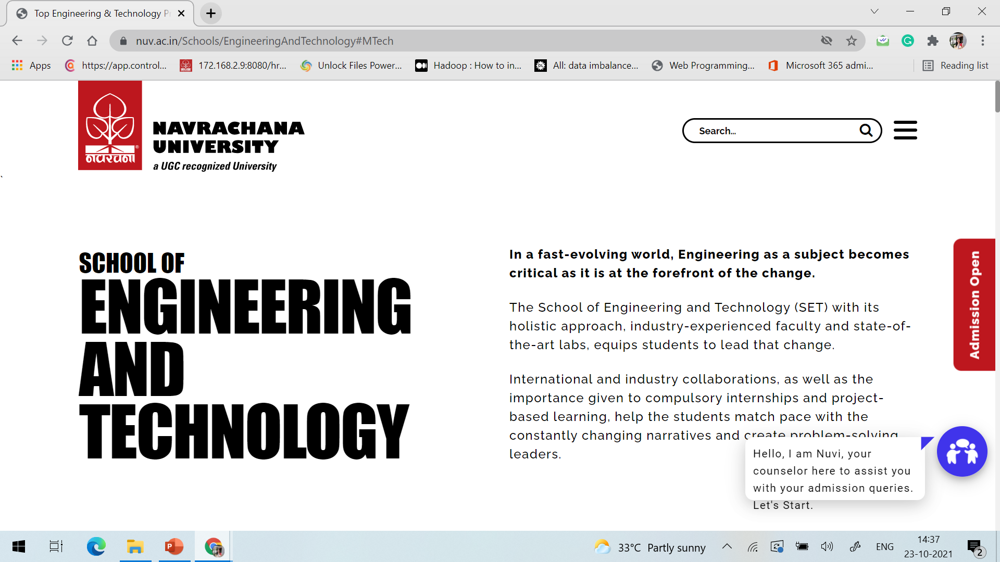 Top Engineering & Technology P
nuv.ac.in/Schools/EngineeringAndTechnology#MTech
Apps
https://app.control...
172.168.2.9:8080/hr...
Unlock Files Power...
Hadoop : How to in...
All: data imbalance...
Web Programming...
Microsoft 365 admi...
Reading list
नवरचना
®
NAVRACHANA
UNIVERSITY
a UGC recognized University
Search...
`
SCHOOL OF
ENGINEERING
AND
TECHNOLOGY
In a fast-evolving world, Engineering as a subject becomes
critical as it is at the forefront of the change.
The School of Engineering and Technology (SET) with its
holistic approach, industry-experienced faculty and state-of-
the-art labs, equips students to lead that change.
International and industry collaborations, as well as the
importance given to compulsory internships and project-
based learning, help the students match pace with the
constantly changing narratives and create problem-solving
leaders.
Admission Open
Hello, I am Nuvi, your
counselor here to assist you
with your admission queries.
Let's Start.
33°C Partly sunny
ENG
14:37
23-10-2021
2